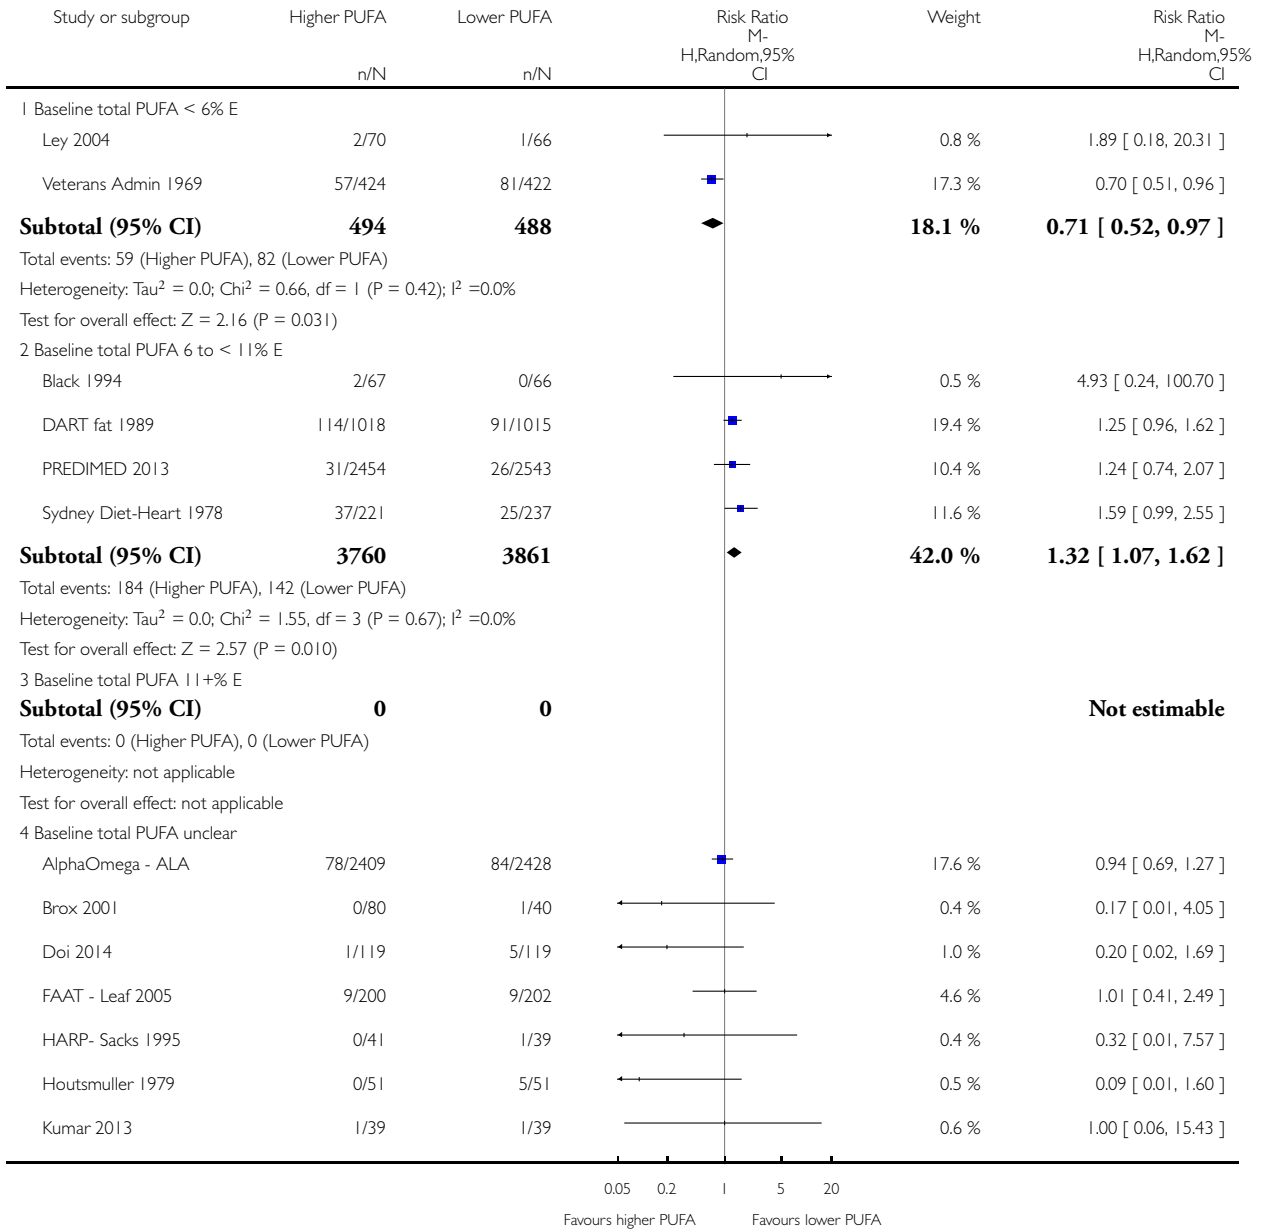 Study or subgroup Higher PUFA Lower PUFA Risk Ratio Weight Risk Ratio
M- M-
H,Random,95% H,Random,95%
n/N n/N CI CI
1 Baseline total PUFA < 6% E
Ley 2004 2/70 1/66 0.8 % 1.89 [ 0.18, 20.31 ]
Veterans Admin 1969 57/424 81/422 17.3 % 0.70 [ 0.51, 0.96 ]
Subtotal (95% CI) 494 488 18.1 % 0.71 [ 0.52, 0.97 ]
Total events: 59 (Higher PUFA), 82 (Lower PUFA)
Heterogeneity: Tau² = 0.0; Chi² = 0.66, df = 1 (P = 0.42); I² =0.0%
Test for overall effect: Z = 2.16 (P = 0.031)
2 Baseline total PUFA 6 to < 11% E
Black 1994 2/67 0/66 0.5 % 4.93 [ 0.24, 100.70 ]
DART fat 1989 114/1018 91/1015 19.4 % 1.25 [ 0.96, 1.62 ]
PREDIMED 2013 31/2454 26/2543 10.4 % 1.24 [ 0.74, 2.07 ]
Sydney Diet-Heart 1978 37/221 25/237 11.6 % 1.59 [ 0.99, 2.55 ]
Subtotal (95% CI) 3760 3861 42.0 % 1.32 [ 1.07, 1.62 ]
Total events: 184 (Higher PUFA), 142 (Lower PUFA)
Heterogeneity: Tau² = 0.0; Chi² = 1.55, df = 3 (P = 0.67); I² =0.0%
Test for overall effect: Z = 2.57 (P = 0.010)
3 Baseline total PUFA 11+% E
Subtotal (95% CI) 0 0 Not estimable
Total events: 0 (Higher PUFA), 0 (Lower PUFA)
Heterogeneity: not applicable
Test for overall effect: not applicable
4 Baseline total PUFA unclear
AlphaOmega - ALA 78/2409 84/2428 17.6 % 0.94 [ 0.69, 1.27 ]
Brox 2001 0/80 1/40 0.4 % 0.17 [ 0.01, 4.05 ]
Doi 2014 1/119 5/119 1.0 % 0.20 [ 0.02, 1.69 ]
FAAT - Leaf 2005 9/200 9/202 4.6 % 1.01 [ 0.41, 2.49 ]
HARP- Sacks 1995 0/41 1/39 0.4 % 0.32 [ 0.01, 7.57 ]
Houtsmuller 1979 0/51 5/51 0.5 % 0.09 [ 0.01, 1.60 ]
Kumar 2013 1/39 1/39 0.6 % 1.00 [ 0.06, 15.43 ]
0.05 0.2 1 5 20
Favours higher PUFA Favours lower PUFA